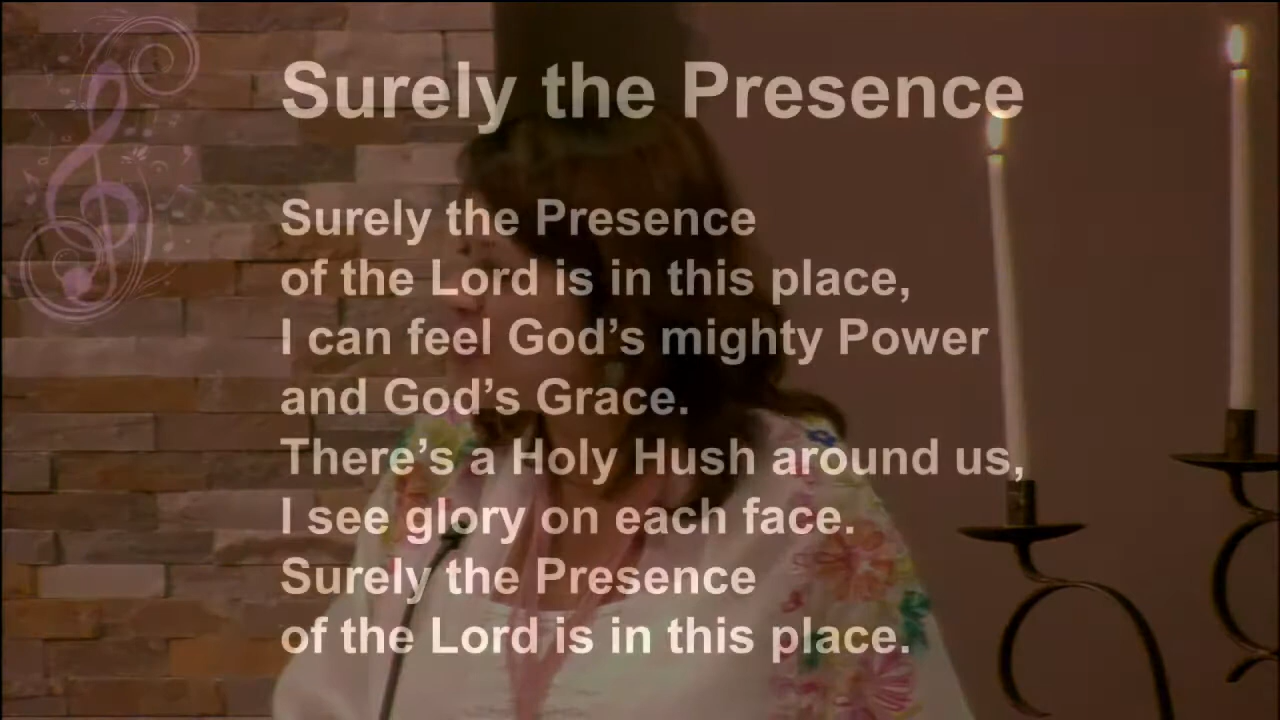 Surely the Presence
Surely the Presence
of the Lord is in this place,
I can feel God’s mighty Power
and God’s Grace.
There’s a Holy Hush around us,
I see glory on each face.
Surely the Presence
of the Lord is in this place.